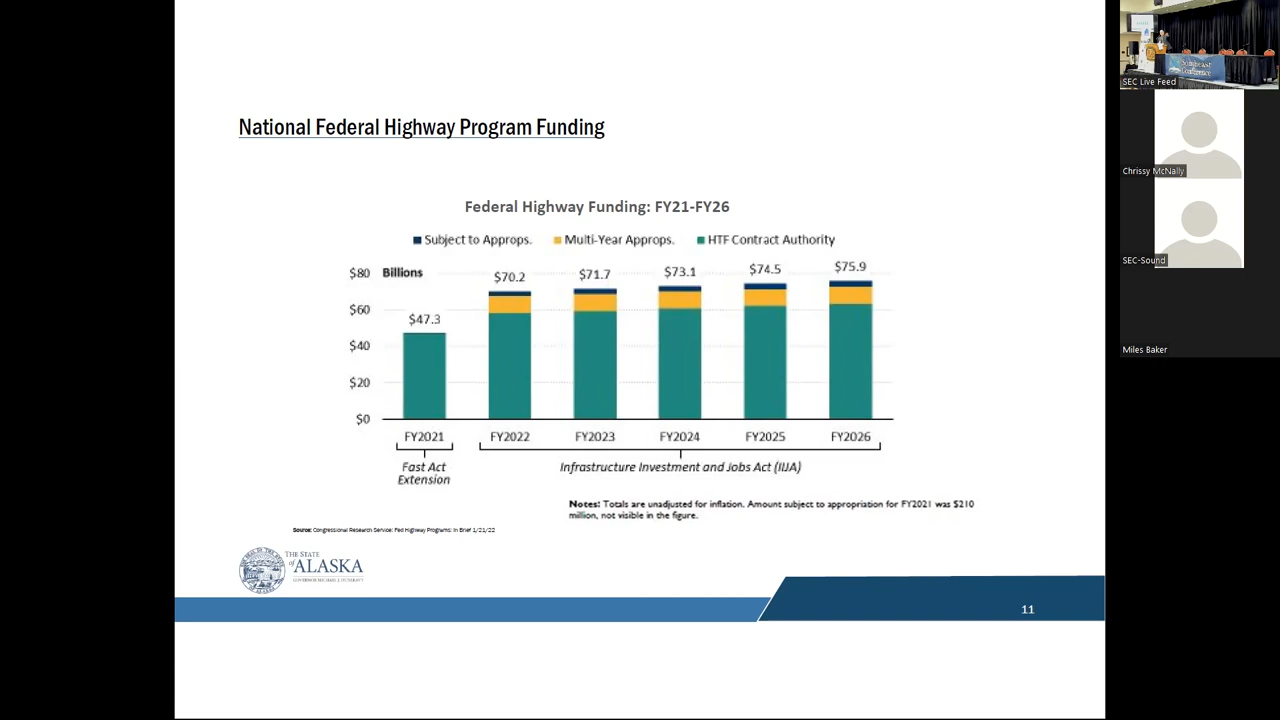 National Federal Highway Program Funding
Federal Highway Funding: FY21-FY26
Subject to Approps. Multi-Year Approps. HTF Contract Authority
$80 Billions
$60
$40
$20
$0
$47.3 $70.2 $71.7 $73.1 $74.5 $75.9
FY2021 FY2022 FY2023 FY2024 FY2025 FY2026
Fast Act
Extension
Infrastructure Investment and Jobs Act (IIJA)
Notes: Totals are unadjusted for inflation. Amount subject to appropriation for FY2021 was $210
million, not visible in the figure.
Source: Congressional Research Service: Fed Highway Programs: In Brief 1/21/22
THE STATE
of ALASKA
GOVERNOR MICHAEL J. DUNLEAVY
11
Southeast
Conference
SEC Live Feed
Chrissy McNally
SEC-Sound
Miles Baker